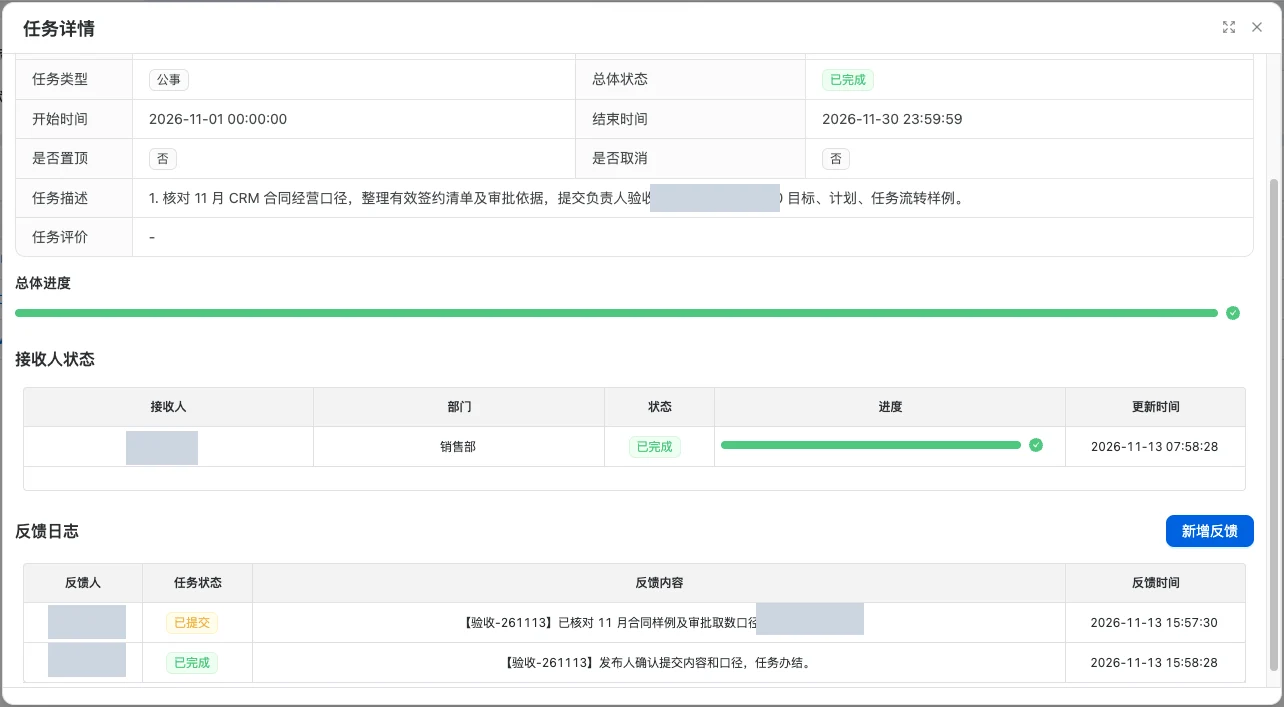 任务详情
任务类型 公事 总体状态 已完成
开始时间 2026-11-01 00:00:00 结束时间 2026-11-30 23:59:59
是否置顶 否 是否取消 否
任务描述 1. 核对 11 月 CRM 合同经营口径，整理有效签约清单及审批依据，提交负责人验收 目标、计划、任务流转样例。
任务评价 -
总体进度
接收人状态
接收人 部门 状态 进度 更新时间
销售部 已完成 2026-11-13 07:58:28
反馈日志 新增反馈
反馈人 任务状态 反馈内容 反馈时间
已提交 【验收-261113】已核对 11 月合同样例及审批取数口径 2026-11-13 15:57:30
已完成 【验收-261113】发布人确认提交内容和口径，任务办结。 2026-11-13 15:58:28